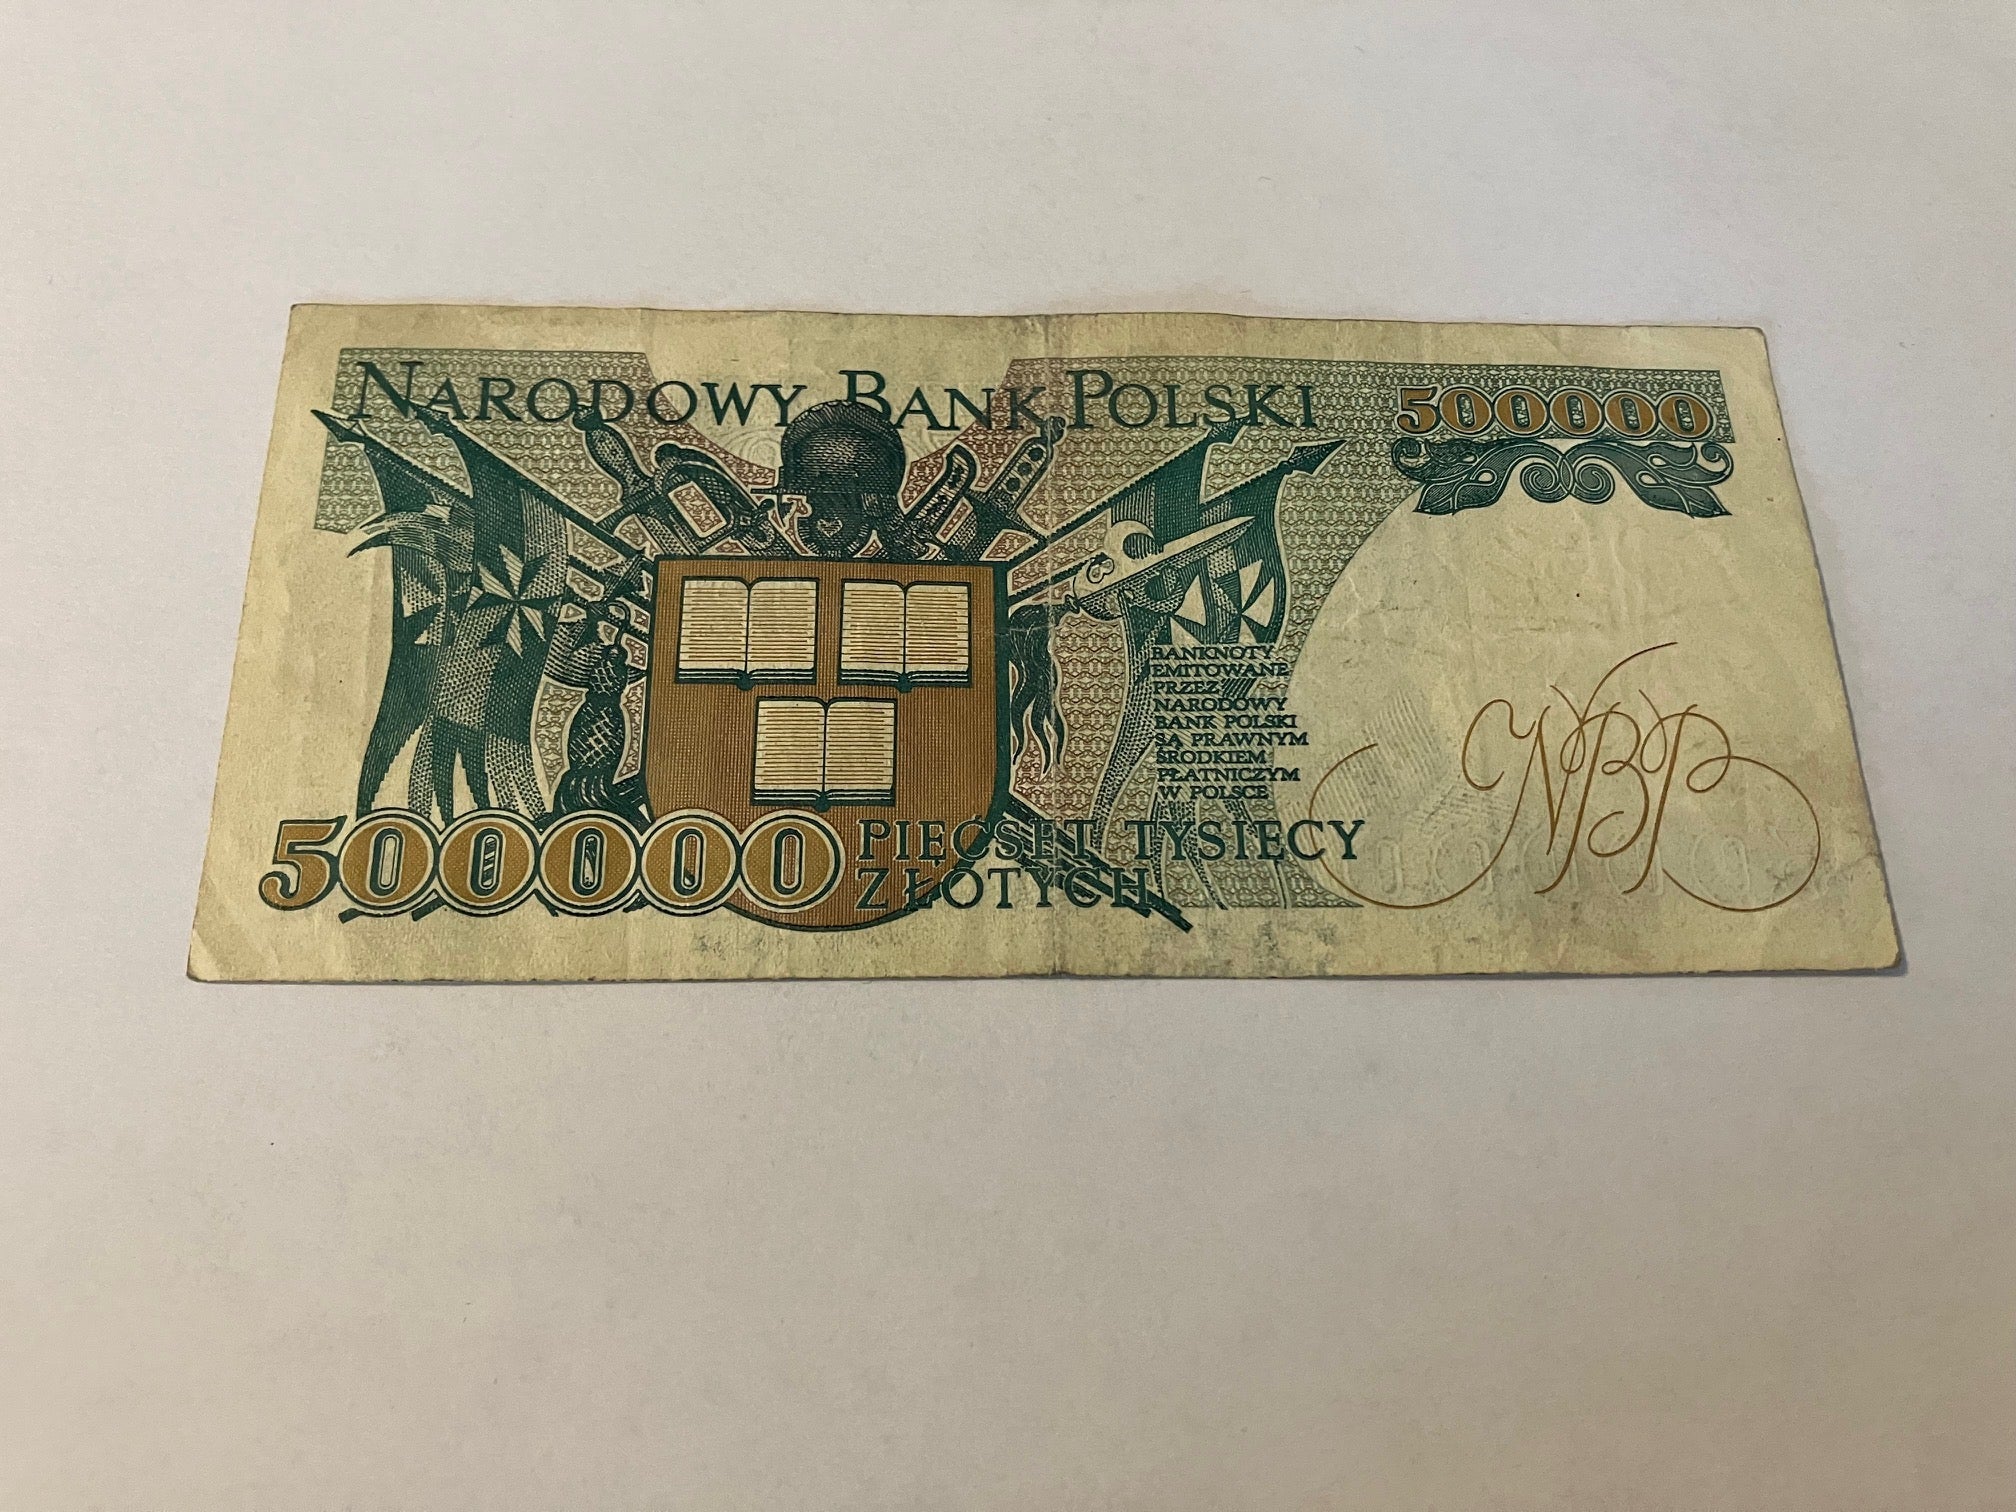 NARODOWY BANK POLSKI
500000
BANKNOTY
EMITOWANE
PRZEZ
NARODOWY
BANK POLSKI
SĄ PRAWNYM
ŚRODKIEM
PŁATNICZYM
W POLSCE
NBP
500000
PIĘĆSET TYSIĘCY
ZŁOTYCH